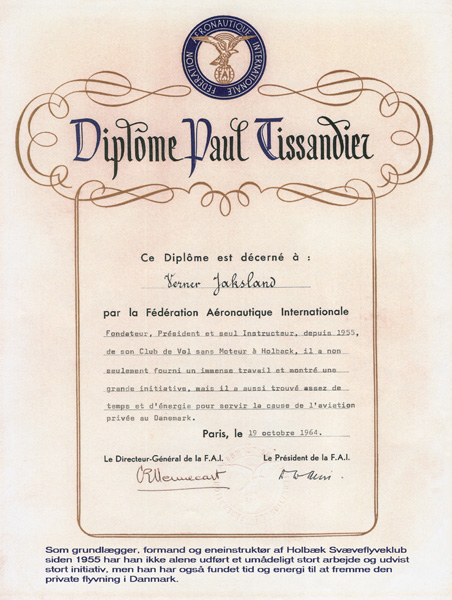 FÉDÉRATION AÉRONAUTIQUE INTERNATIONALE
F.A.I.
Diplôme Paul Tissandier
Ce Diplôme est décerné à :
Verner Jaksland
par la Fédération Aéronautique Internationale
Fondateur, Président et seul Instructeur, depuis 1955,
de son Club de Vol sans Moteur à Holback, il a non
seulement fourni un immense travail et montré une
grande initiative, mais il a aussi trouvé assez de
temps et d'énergie pour servir la cause de l'aviation
privée au Danemark.
Paris, le 19 octobre 1964.
Le Directeur-Général de la F.A.I. Le Président de la F.A.I.
Som grundlægger, formand og eneinstruktør af Holbæk Svæveflyveklub
siden 1955 har han ikke alene udført et umådeligt stort arbejde og udvist
stort initiativ, men han har også fundet tid og energi til at fremme den
private flyvning i Danmark.